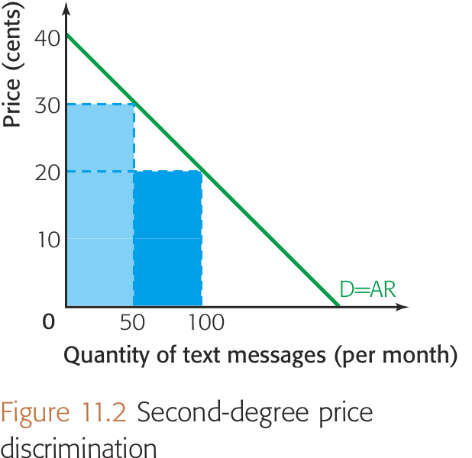 Price (cents)
40
30
20
10
0
50
100
D=AR
Quantity of text messages (per month)
Figure 11.2 Second-degree price
discrimination